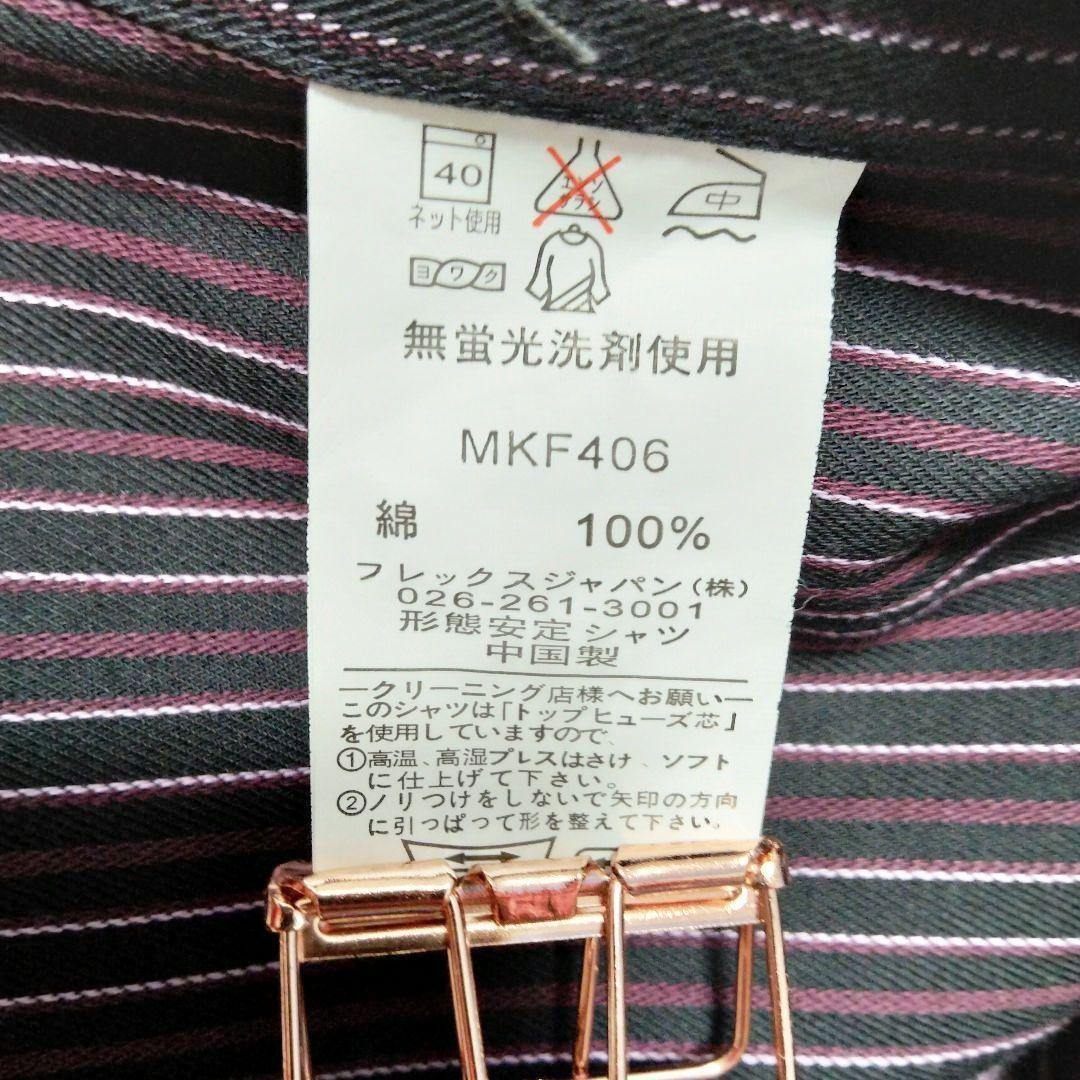 40
エンソ
サラシ
中
ネット使用
ヨワク
無蛍光洗剤使用
MKF406
綿 100%
フレックスジャパン(株)
026-261-3001
形態安定シャツ
中国製
―クリーニング店様へお願い―
このシャツは「トップヒューズ芯」
を使用していますので、
①高温、高湿プレスはさけ、ソフト
に仕上げて下さい。
②ノリつけをしないで矢印の方向
に引っぱって形を整えて下さい。